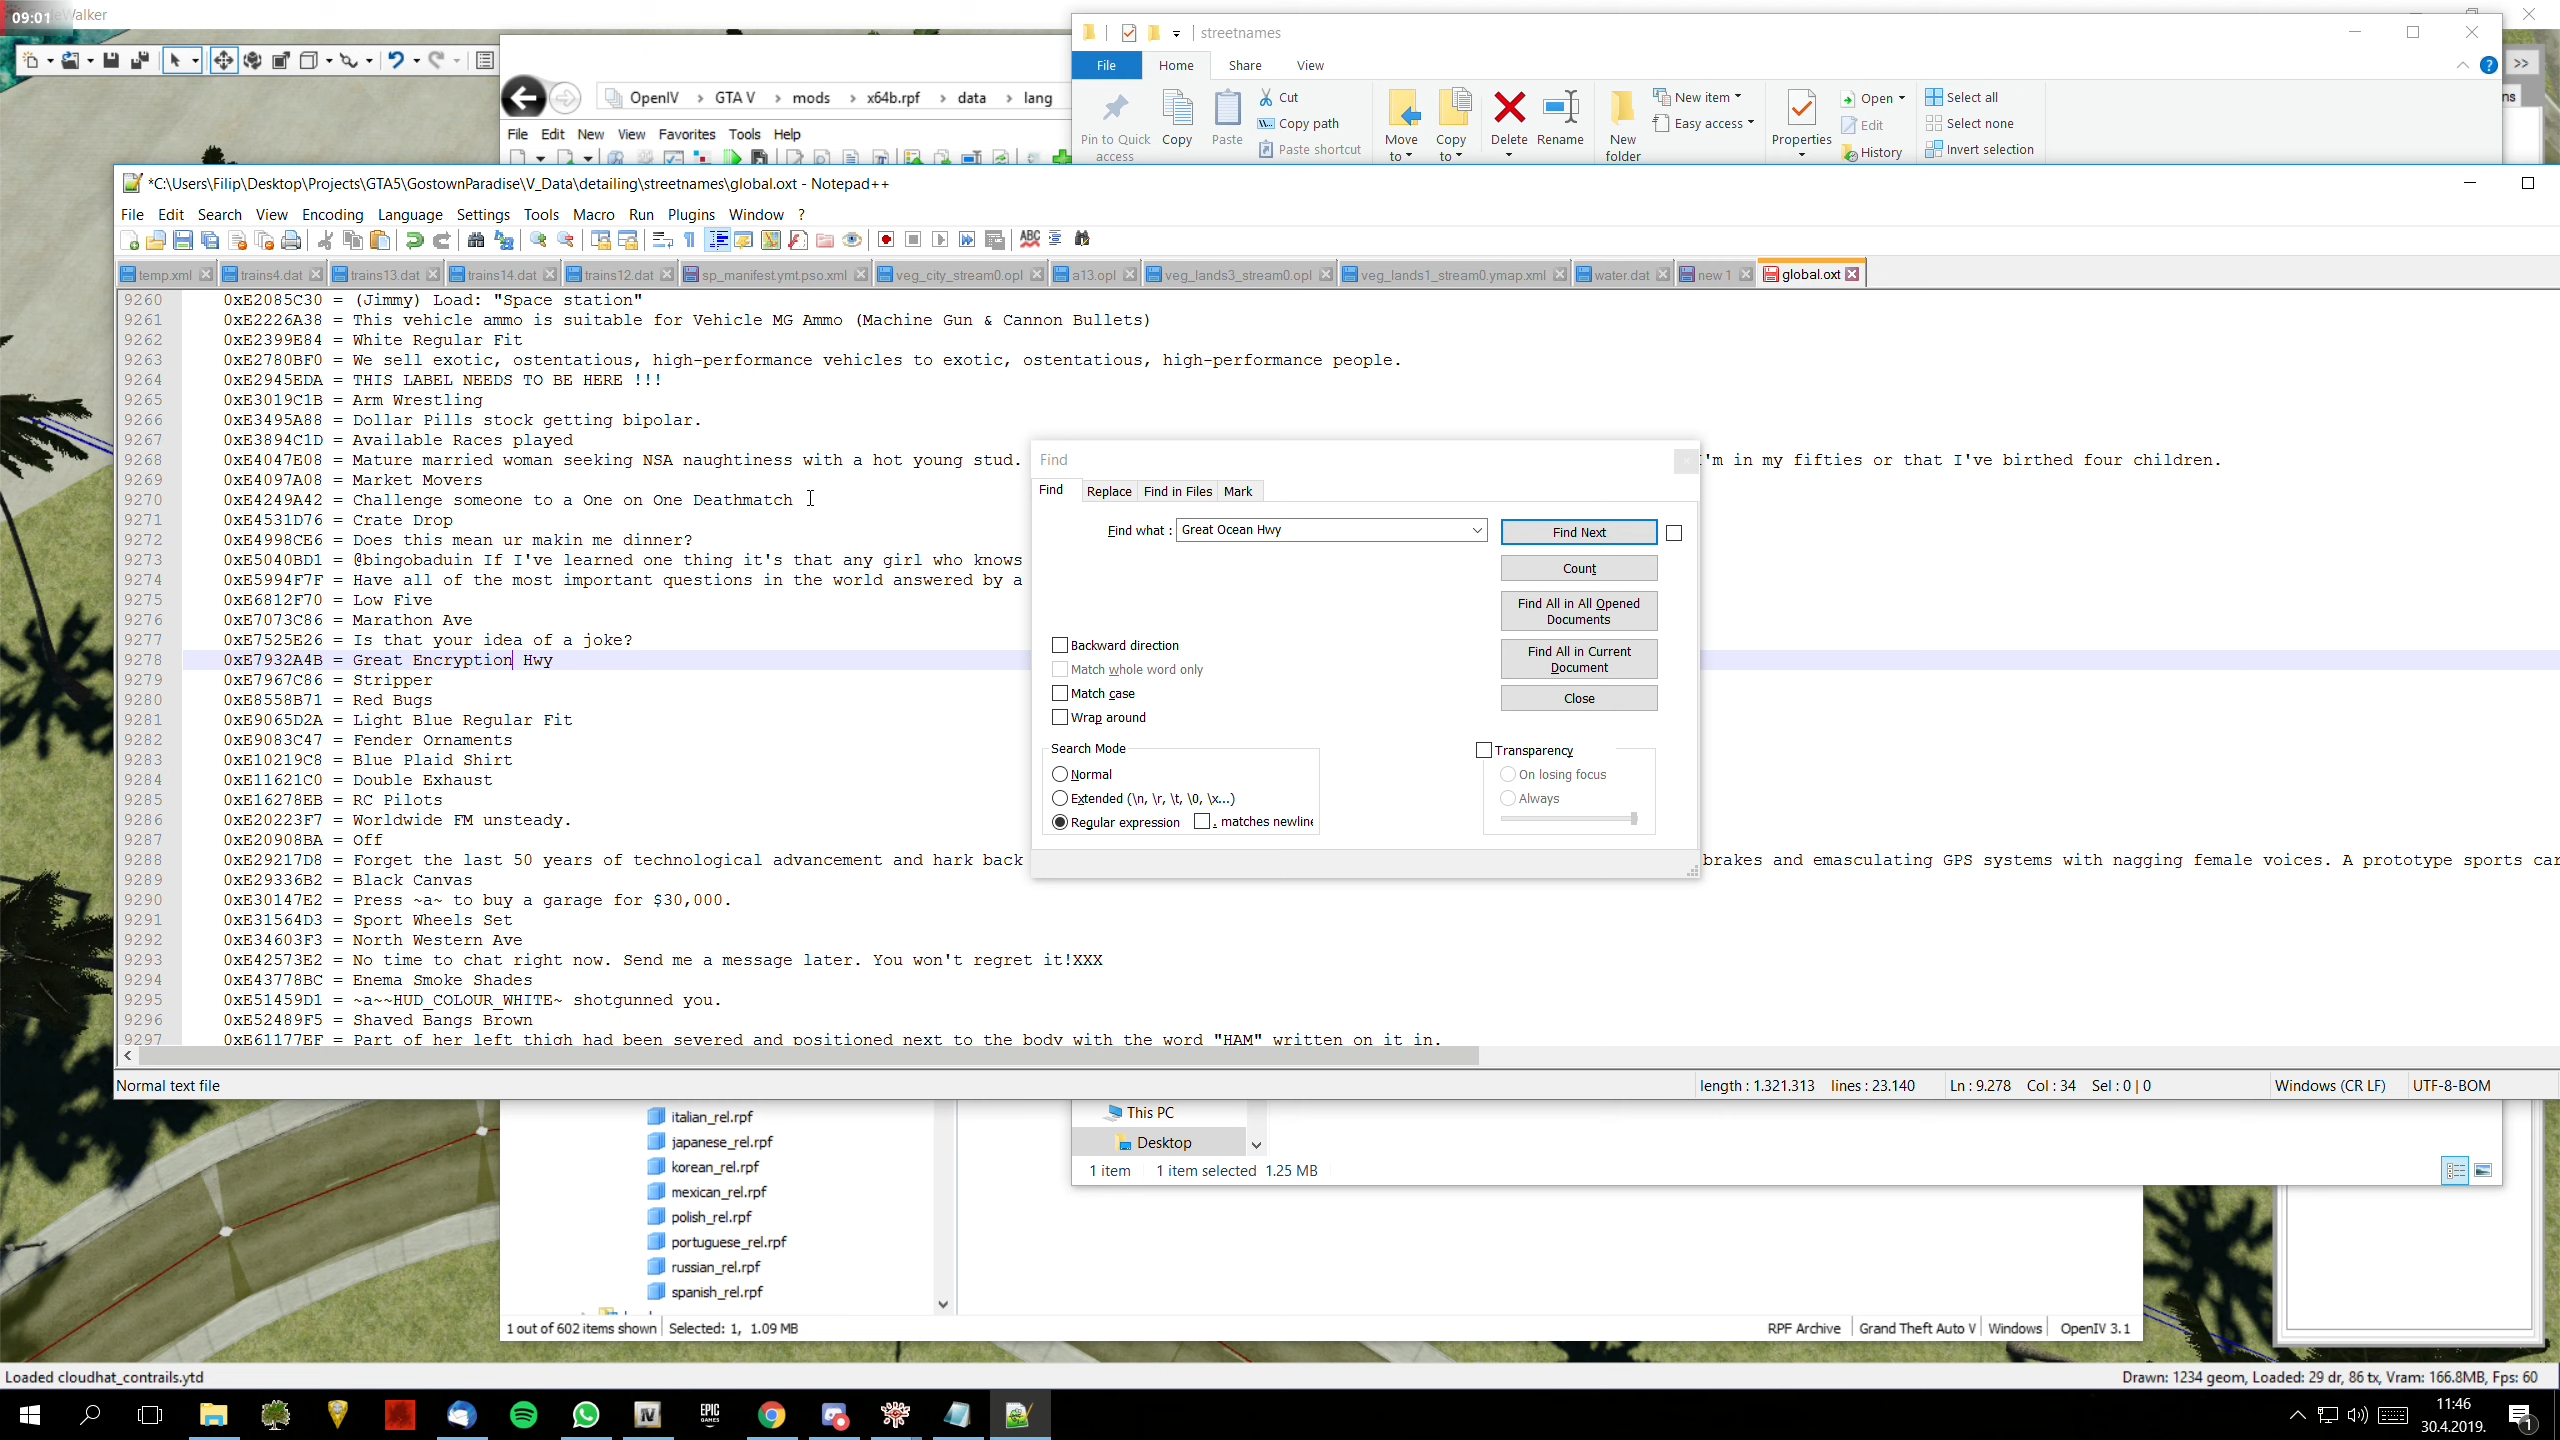 09:01
Walker
streetnames
File Home Share View
Pin to Quick access
Copy
Paste
Cut
Copy path
Paste shortcut
Move to
Copy to
Delete
Rename
New folder
New item
Easy access
Properties
Open
Edit
History
Select all
Select none
Invert selection
OpenIV › GTA V › mods › x64b.rpf › data › lang
File Edit New View Favorites Tools Help
*C:\Users\Filip\Desktop\Projects\GTA5\GostownParadise\V_Data\detailing\streetnames\global.oxt - Notepad++
File Edit Search View Encoding Language Settings Tools Macro Run Plugins Window ?
temp.xml trains4.dat trains13.dat trains14.dat trains12.dat sp_manifest.ymt.pso.xml veg_city_stream0.opl a13.opl veg_lands3_stream0.opl veg_lands1_stream0.ymap.xml water.dat new 1 global.oxt
9260 0xE2085C30 = (Jimmy) Load: "Space station"
9261 0xE2226A38 = This vehicle ammo is suitable for Vehicle MG Ammo (Machine Gun & Cannon Bullets)
9262 0xE2399E84 = White Regular Fit
9263 0xE2780BF0 = We sell exotic, ostentatious, high-performance vehicles to exotic, ostentatious, high-performance people.
9264 0xE2945EDA = THIS LABEL NEEDS TO BE HERE !!!
9265 0xE3019C1B = Arm Wrestling
9266 0xE3495A88 = Dollar Pills stock getting bipolar.
9267 0xE3894C1D = Available Races played
9268 0xE4047E08 = Mature married woman seeking NSA naughtiness with a hot young stud. I'm in my fifties or that I've birthed four children.
9269 0xE4097A08 = Market Movers
9270 0xE4249A42 = Challenge someone to a One on One Deathmatch
9271 0xE4531D76 = Crate Drop
9272 0xE4998CE6 = Does this mean ur makin me dinner?
9273 0xE5040BD1 = @bingobaduin If I've learned one thing it's that any girl who knows
9274 0xE5994F7F = Have all of the most important questions in the world answered by a
9275 0xE6812F70 = Low Five
9276 0xE7073C86 = Marathon Ave
9277 0xE7525E26 = Is that your idea of a joke?
9278 0xE7932A4B = Great Encryption Hwy
9279 0xE7967C86 = Stripper
9280 0xE8558B71 = Red Bugs
9281 0xE9065D2A = Light Blue Regular Fit
9282 0xE9083C47 = Fender Ornaments
9283 0xE10219C8 = Blue Plaid Shirt
9284 0xE11621C0 = Double Exhaust
9285 0xE16278EB = RC Pilots
9286 0xE20223F7 = Worldwide FM unsteady.
9287 0xE20908BA = Off
9288 0xE29217D8 = Forget the last 50 years of technological advancement and hark back brakes and emasculating GPS systems with nagging female voices. A prototype sports car
9289 0xE29336B2 = Black Canvas
9290 0xE30147E2 = Press ~a~ to buy a garage for $30,000.
9291 0xE31564D3 = Sport Wheels Set
9292 0xE34603F3 = North Western Ave
9293 0xE42573E2 = No time to chat right now. Send me a message later. You won't regret it!XXX
9294 0xE43778BC = Enema Smoke Shades
9295 0xE51459D1 = ~a~~HUD_COLOUR_WHITE~ shotgunned you.
9296 0xE52489F5 = Shaved Bangs Brown
9297 0xE61177EF = Part of her left thigh had been severed and positioned next to the body with the word "HAM" written on it in.
Find
Find Replace Find in Files Mark
Find what : Great Ocean Hwy
Find Next
Count
Find All in All Opened Documents
Find All in Current Document
Close
Backward direction
Match whole word only
Match case
Wrap around
Search Mode
Normal
Extended (\n, \r, \t, \0, \x...)
Regular expression . matches newline
Transparency
On losing focus
Always
Normal text file length : 1.321.313 lines : 23.140 Ln : 9.278 Col : 34 Sel : 0 | 0 Windows (CR LF) UTF-8-BOM
italian_rel.rpf
japanese_rel.rpf
korean_rel.rpf
mexican_rel.rpf
polish_rel.rpf
portuguese_rel.rpf
russian_rel.rpf
spanish_rel.rpf
This PC
Desktop
1 item 1 item selected 1.25 MB
1 out of 602 items shown Selected: 1, 1.09 MB
RPF Archive Grand Theft Auto V Windows OpenIV 3.1
Loaded cloudhat_contrails.ytd
Drawn: 1234 geom, Loaded: 29 dr, 86 tx, Vram: 166.8MB, Fps: 60
EPIC GAMES
11:46
30.4.2019.
1